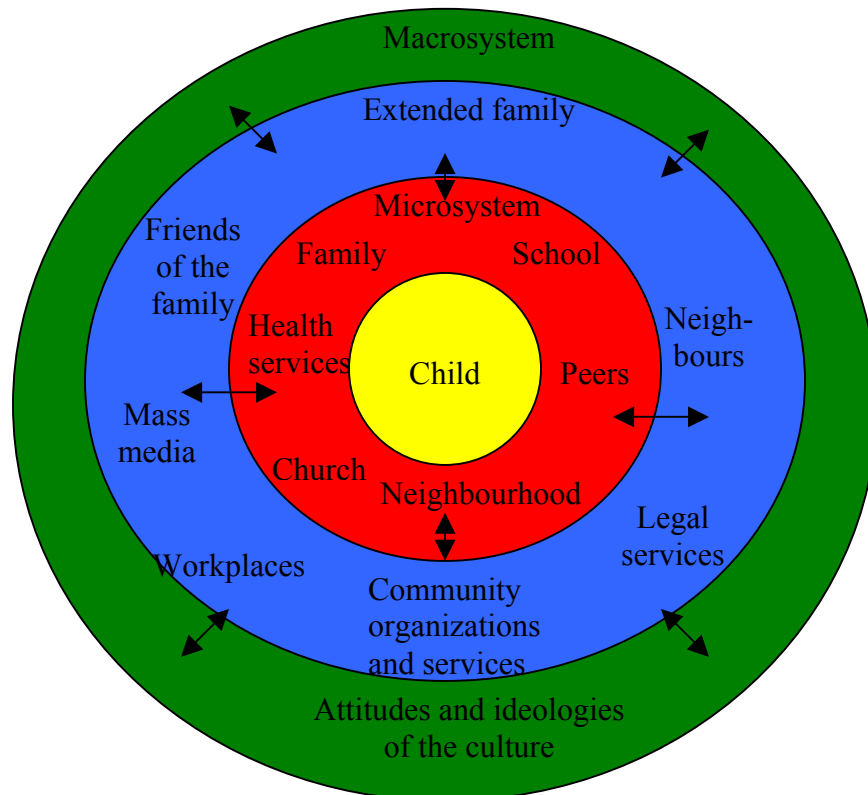 Macrosystem
Extended family
Microsystem
Friends
of the
family
Family
School
Health
services
Child
Peers
Neigh-
bours
Mass
media
Church
Neighbourhood
Legal
services
Workplaces
Community
organizations
and services
Attitudes and ideologies
of the culture